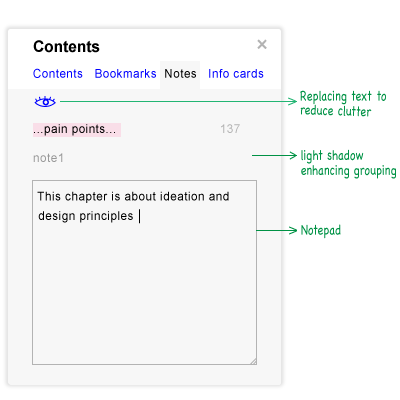 Contents ×
Contents Bookmarks Notes Info cards
Replacing text to
reduce clutter
...pain points... 137
note1
light shadow
enhancing grouping
This chapter is about ideation and
design principles
Notepad